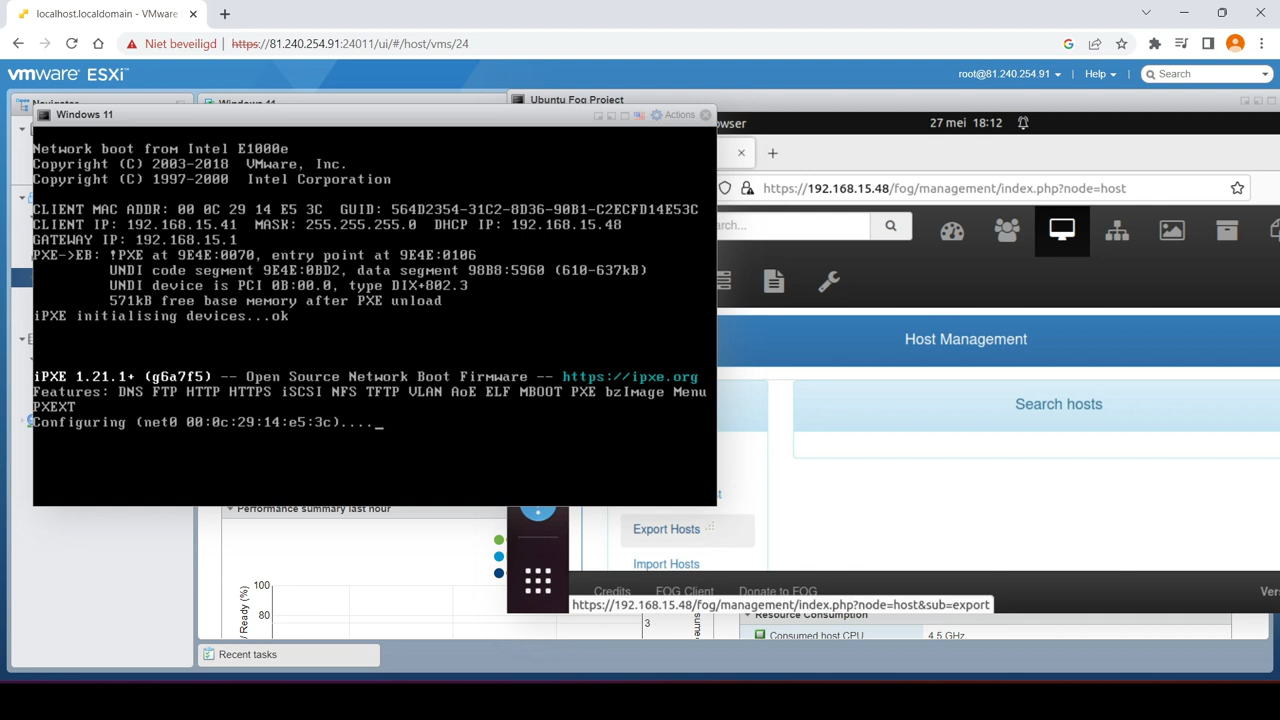 localhost.localdomain - VMware
Niet beveiligd
https://81.240.254.91:24011/ui/#/host/vms/24
vmware ESXi
root@81.240.254.91
Help
Search
Navigator
Windows 11
Ubuntu Fog Project
Windows 11
Actions
owser
27 mei 18:12
https://192.168.15.48/fog/management/index.php?node=host
rch...
Host Management
Search hosts
Network boot from Intel E1000e
Copyright (C) 2003-2018 VMware, Inc.
Copyright (C) 1997-2000 Intel Corporation
CLIENT MAC ADDR: 00 0C 29 14 E5 3C GUID: 564D2354-31C2-8D36-90B1-C2ECFD14E53C
CLIENT IP: 192.168.15.41 MASK: 255.255.255.0 DHCP IP: 192.168.15.48
GATEWAY IP: 192.168.15.1
PXE->EB: !PXE at 9E4E:0070, entry point at 9E4E:0106
UNDI code segment 9E4E:0BD2, data segment 98B8:5960 (610-637kB)
UNDI device is PCI 0B:00.0, type DIX+802.3
571kB free base memory after PXE unload
iPXE initialising devices...ok
iPXE 1.21.1+ (g6a7f5) -- Open Source Network Boot Firmware -- https://ipxe.org
Features: DNS FTP HTTP HTTPS iSCSI NFS TFTP VLAN AoE ELF MBOOT PXE bzImage Menu
PXEXT
Configuring (net0 00:0c:29:14:e5:3c)...._
Export Hosts
Import Hosts
Credits FOG Client Donate to FOG
Vers
https://192.168.15.48/fog/management/index.php?node=host&sub=export
Performance summary last hour
100
80
/ Ready (%)
3
sume
Resource Consumption
Consumed host CPU
4.5 GHz
Recent tasks